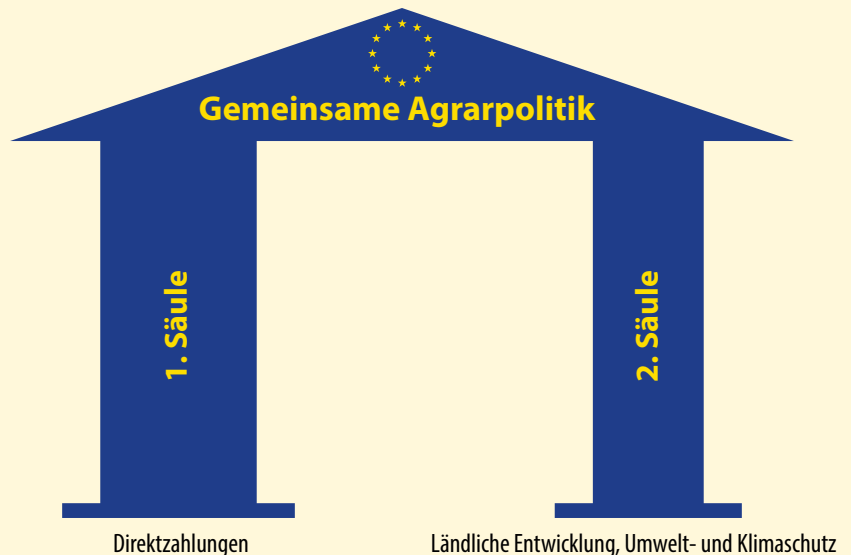 Gemeinsame Agrarpolitik
1. Säule
2. Säule
Direktzahlungen
Ländliche Entwicklung, Umwelt- und Klimaschutz